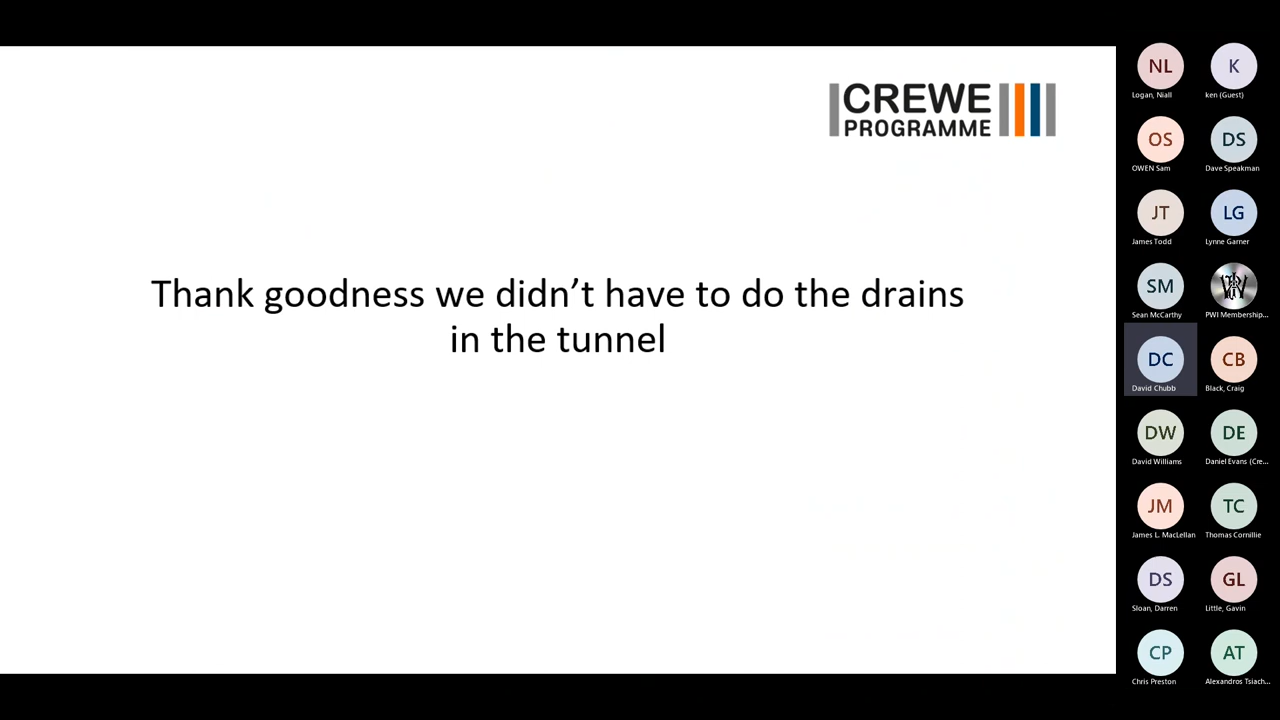 CREWE
PROGRAMME
Thank goodness we didn't have to do the drains
in the tunnel
NL
Logan, Niall
K
ken (Guest)
OS
OWEN Sam
DS
Dave Speakman
JT
James Todd
LG
Lynne Garner
SM
Sean McCarthy
PWI Membership...
DC
David Chubb
CB
Black, Craig
DW
David Williams
DE
Daniel Evans (Cre...
JM
James L. MacLellan
TC
Thomas Cornillie
DS
Sloan, Darren
GL
Little, Gavin
CP
Chris Preston
AT
Alexandros Tsiach...